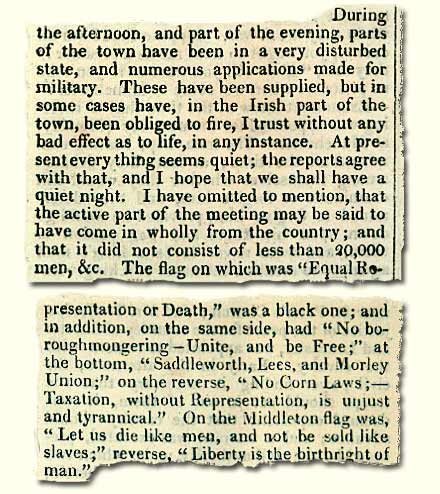 During
the afternoon, and part of the evening, parts
of the town have been in a very disturbed
state, and numerous applications made for
military. These have been supplied, but in
some cases have, in the Irish part of the
town, been obliged to fire, I trust without any
bad effect as to life, in any instance. At pre-
sent every thing seems quiet; the reports agree
with that, and I hope that we shall have a
quiet night. I have omitted to mention, that
the active part of the meeting may be said to
have come in wholly from the country; and
that it did not consist of less than 20,000
men, &c. The flag on which was "Equal Re-
presentation or Death," was a black one; and
in addition, on the same side, had "No bo-
roughmongering—Unite, and be Free;" at
the bottom, "Saddleworth, Lees, and Morley
Union;" on the reverse, "No Corn Laws;—
Taxation, without Representation, is unjust
and tyrannical." On the Middleton flag was,
"Let us die like men, and not be sold like
slaves;" reverse, "Liberty is the birthright of
man."